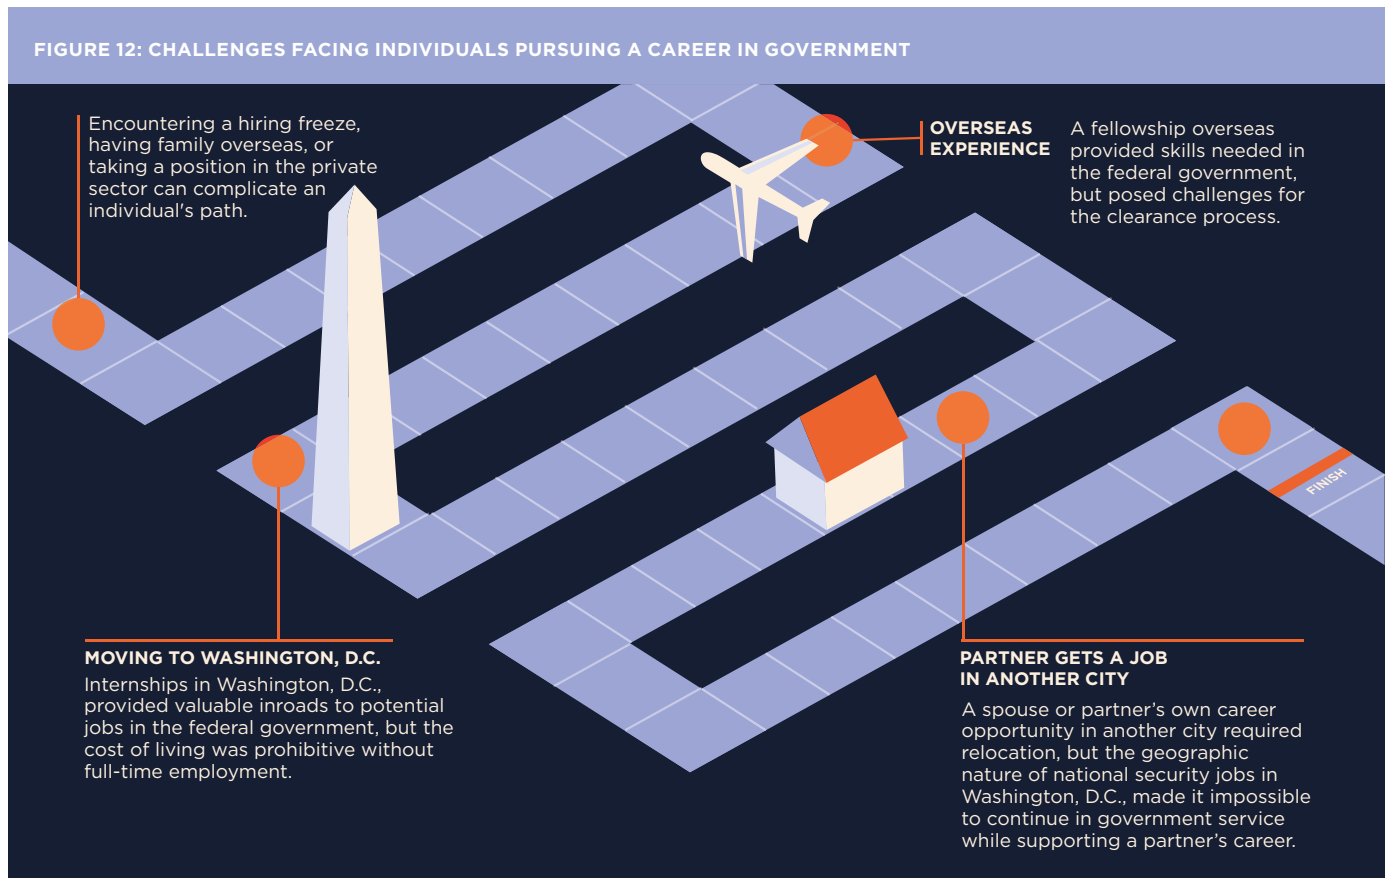 FIGURE 12: CHALLENGES FACING INDIVIDUALS PURSUING A CAREER IN GOVERNMENT
Encountering a hiring freeze,
having family overseas, or
taking a position in the private
sector can complicate an
individual's path.
OVERSEAS
EXPERIENCE
A fellowship overseas
provided skills needed in
the federal government,
but posed challenges for
the clearance process.
FINISH
MOVING TO WASHINGTON, D.C.
Internships in Washington, D.C.,
provided valuable inroads to potential
jobs in the federal government, but the
cost of living was prohibitive without
full-time employment.
PARTNER GETS A JOB
IN ANOTHER CITY
A spouse or partner’s own career
opportunity in another city required
relocation, but the geographic
nature of national security jobs in
Washington, D.C., made it impossible
to continue in government service
while supporting a partner’s career.